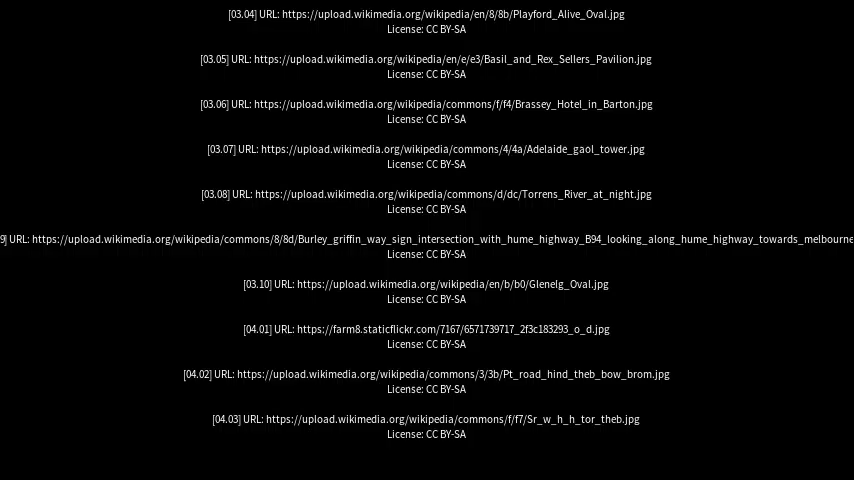 [03.04] URL: https://upload.wikimedia.org/wikipedia/en/8/8b/Playford_Alive_Oval.jpg
License: CC BY-SA
[03.05] URL: https://upload.wikimedia.org/wikipedia/en/e/e3/Basil_and_Rex_Sellers_Pavilion.jpg
License: CC BY-SA
[03.06] URL: https://upload.wikimedia.org/wikipedia/commons/f/f4/Brassey_Hotel_in_Barton.jpg
License: CC BY-SA
[03.07] URL: https://upload.wikimedia.org/wikipedia/commons/4/4a/Adelaide_gaol_tower.jpg
License: CC BY-SA
[03.08] URL: https://upload.wikimedia.org/wikipedia/commons/d/dc/Torrens_River_at_night.jpg
License: CC BY-SA
9] URL: https://upload.wikimedia.org/wikipedia/commons/8/8d/Burley_griffin_way_sign_intersection_with_hume_highway_B94_looking_along_hume_highway_towards_melbourne
License: CC BY-SA
[03.10] URL: https://upload.wikimedia.org/wikipedia/en/b/b0/Glenelg_Oval.jpg
License: CC BY-SA
[04.01] URL: https://farm8.staticflickr.com/7167/6571739717_2f3c183293_o_d.jpg
License: CC BY-SA
[04.02] URL: https://upload.wikimedia.org/wikipedia/commons/3/3b/Pt_road_hind_theb_bow_brom.jpg
License: CC BY-SA
[04.03] URL: https://upload.wikimedia.org/wikipedia/commons/f/f7/Sr_w_h_h_tor_theb.jpg
License: CC BY-SA